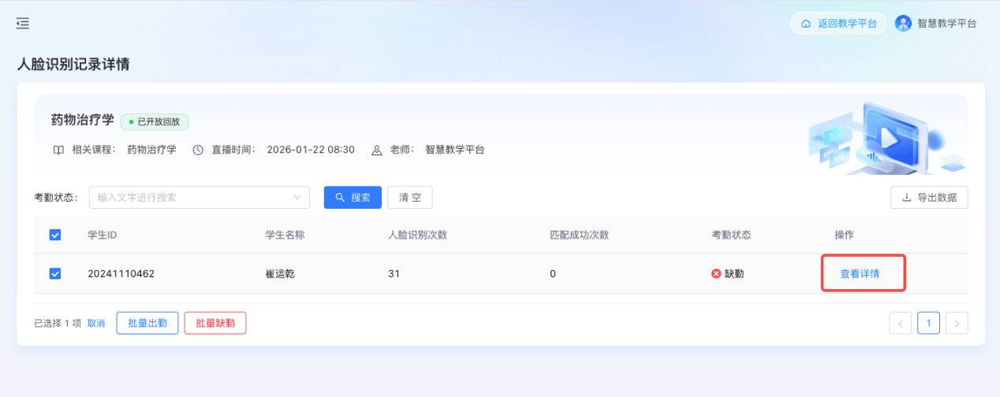 返回教学平台 智慧教学平台
人脸识别记录详情
药物治疗学 已开放回放
相关课程： 药物治疗学 直播时间： 2026-01-22 08:30 老师： 智慧教学平台
考勤状态： 输入文字进行搜索 搜索 清 空 导出数据
学生ID 学生名称 人脸识别次数 匹配成功次数 考勤状态 操作
20241110462 崔运乾 31 0 缺勤 查看详情
已选择 1 项 取消 批量出勤 批量缺勤 < 1 >